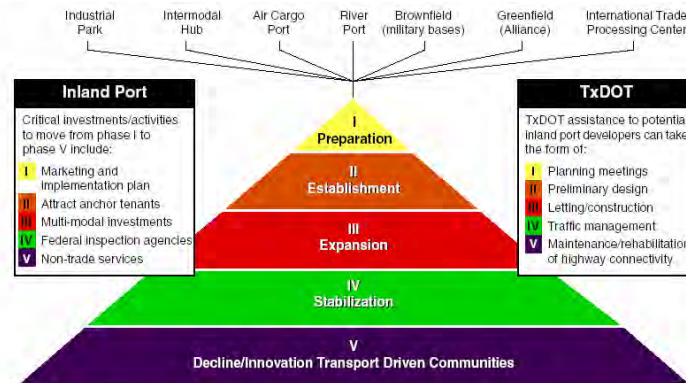 Industrial
Park
Intermodal
Hub
Air Cargo
Port
River
Port
Brownfield
(military bases)
Greenfield
(Alliance)
International Trade
Processing Center
Inland Port
Critical investments/activities
to move from phase I to
phase V include:
I Marketing and
implementation plan
II Attract anchor tenants
III Multi-modal investments
IV Federal inspection agencies
V Non-trade services
I
Preparation
II
Establishment
III
Expansion
IV
Stabilization
V
Decline/Innovation Transport Driven Communities
TxDOT
TxDOT assistance to potential
inland port developers can take
the form of:
I Planning meetings
II Preliminary design
III Letting/construction
IV Traffic management
V Maintenance/rehabilitation
of highway connectivity